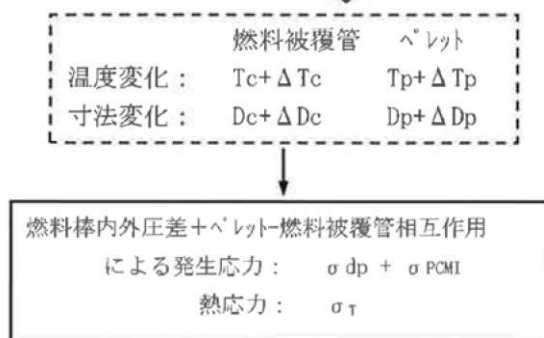 燃料被覆管 ペレット
温度変化： Tc+ΔTc Tp+ΔTp
寸法変化： Dc+ΔDc Dp+ΔDp
燃料棒内外圧差+ペレット-燃料被覆管相互作用
による発生応力： σdp + σPCMI
熱応力： σT